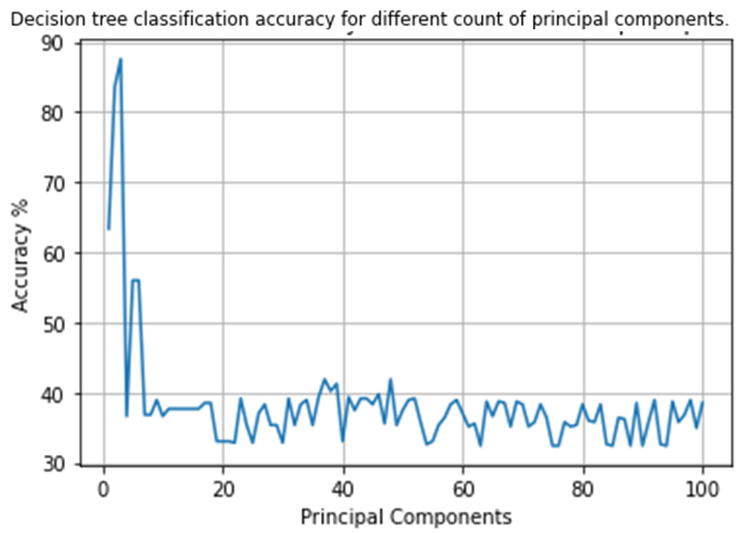 Decision tree classification accuracy for different count of principal components.
90
80
70
60
50
40
30
Accuracy %
0 20 40 60 80 100
Principal Components